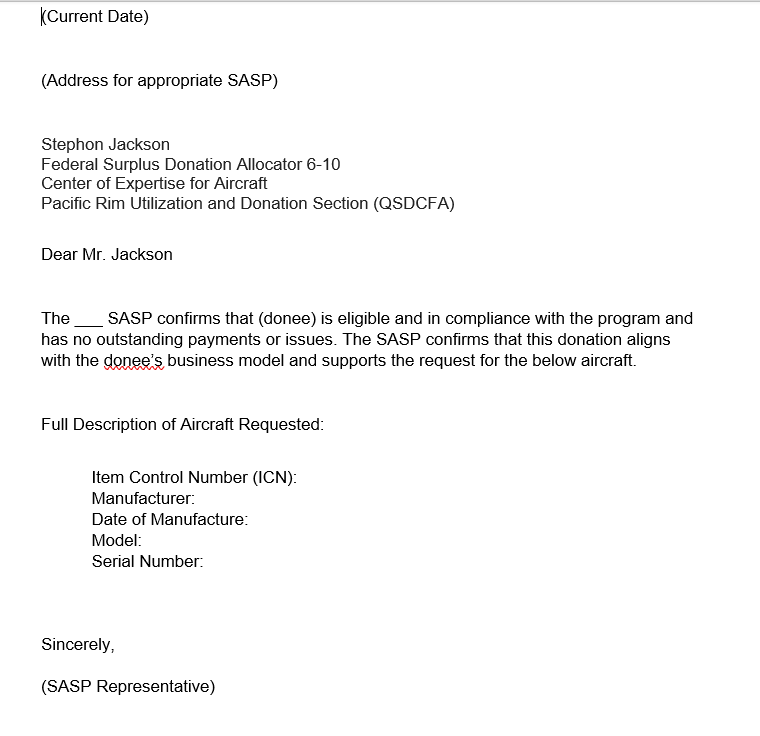 (Current Date)
(Address for appropriate SASP)
Stephon Jackson
Federal Surplus Donation Allocator 6-10
Center of Expertise for Aircraft
Pacific Rim Utilization and Donation Section (QSDCFA)
Dear Mr. Jackson
The ___ SASP confirms that (donee) is eligible and in compliance with the program and
has no outstanding payments or issues. The SASP confirms that this donation aligns
with the donee's business model and supports the request for the below aircraft.
Full Description of Aircraft Requested:
Item Control Number (ICN):
Manufacturer:
Date of Manufacture:
Model:
Serial Number:
Sincerely,
(SASP Representative)